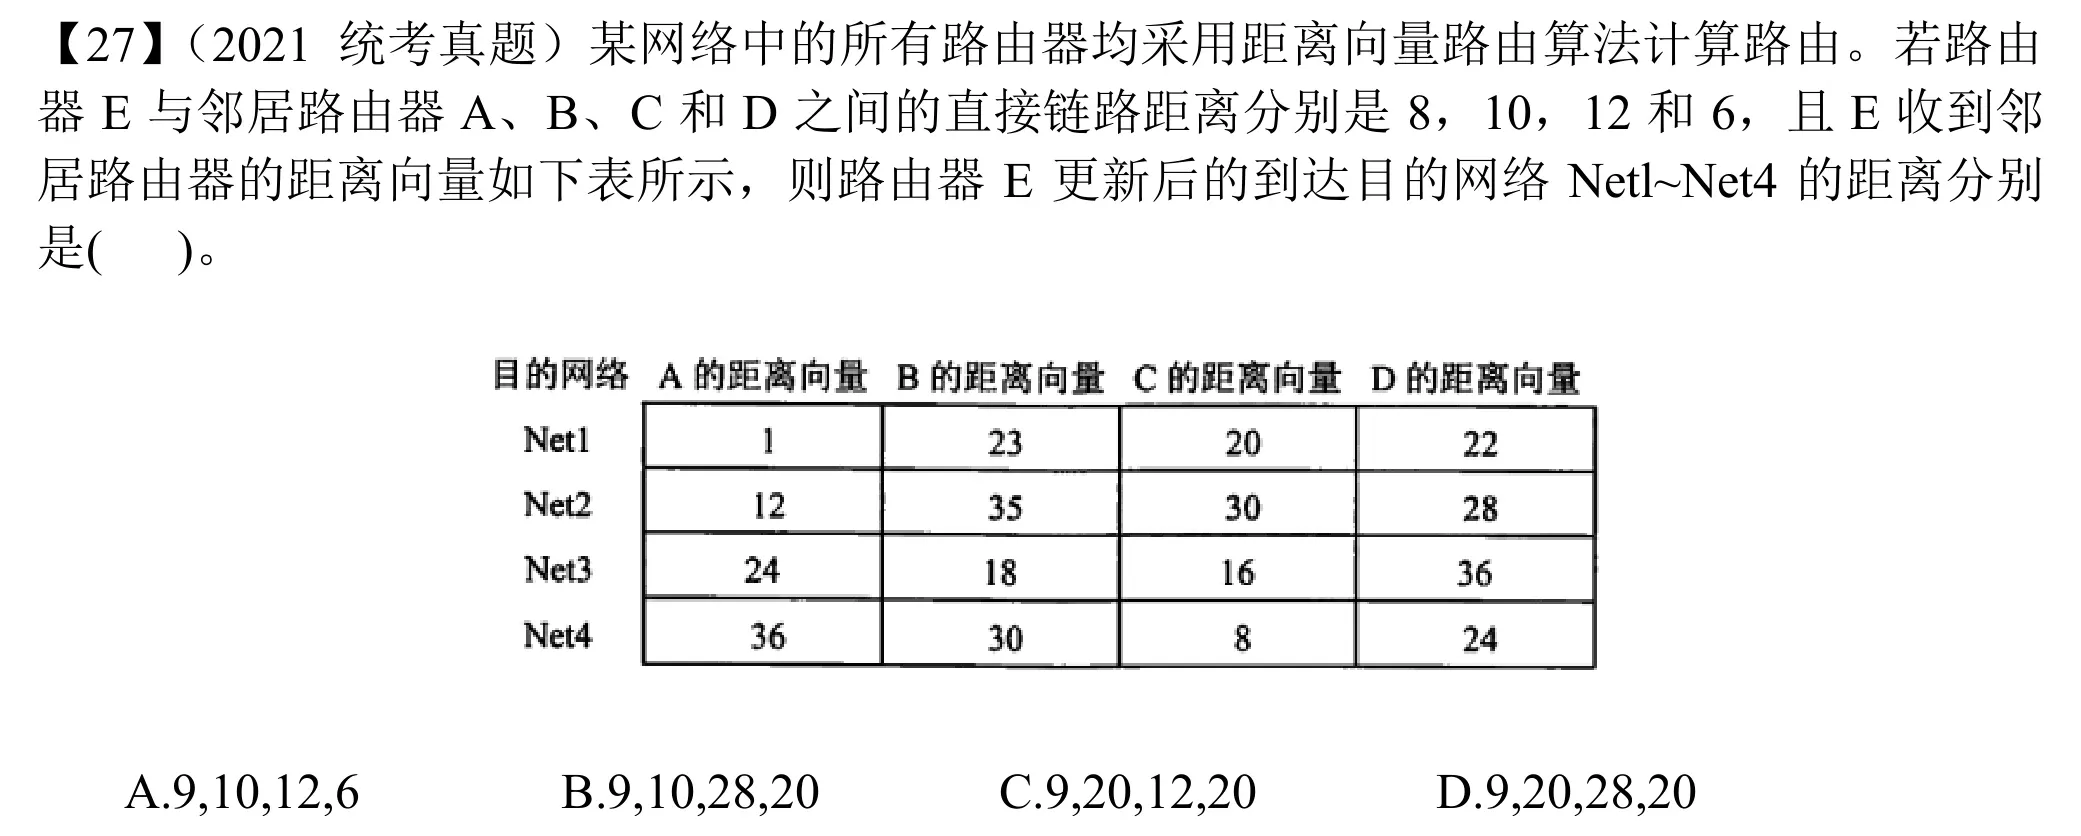 【27】（2021 统考真题）某网络中的所有路由器均采用距离向量路由算法计算路由。若路由
器 E 与邻居路由器 A、B、C 和 D 之间的直接链路距离分别是 8，10，12 和 6，且 E 收到邻
居路由器的距离向量如下表所示，则路由器 E 更新后的到达目的网络 Netl~Net4 的距离分别
是( )。
目的网络 A 的距离向量 B 的距离向量 C 的距离向量 D 的距离向量
Net1 1 23 20 22
Net2 12 35 30 28
Net3 24 18 16 36
Net4 36 30 8 24
A.9,10,12,6 B.9,10,28,20 C.9,20,12,20 D.9,20,28,20